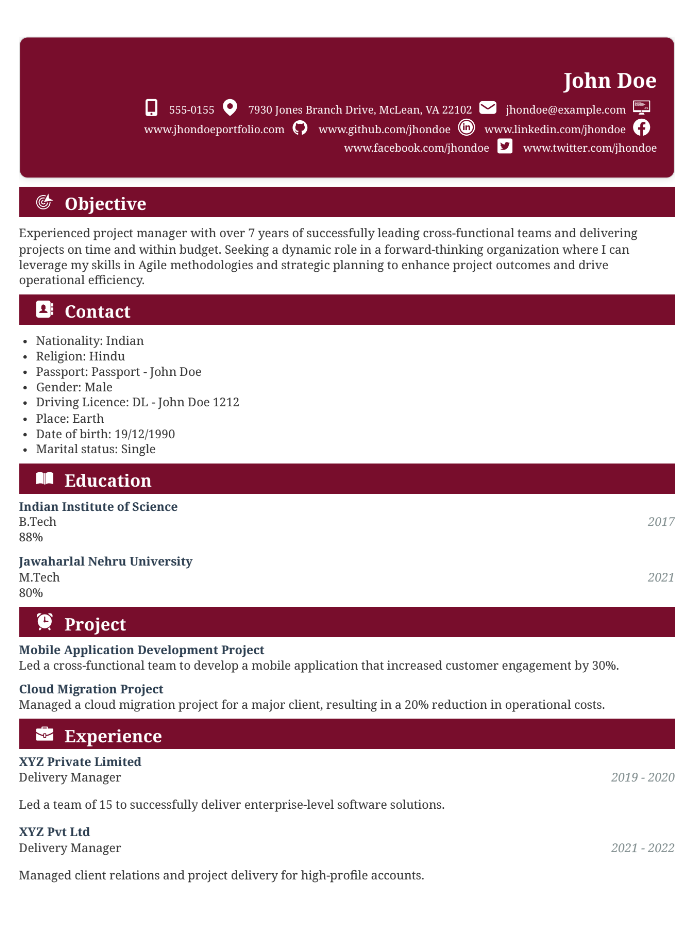 John Doe
555-0155 7930 Jones Branch Drive, McLean, VA 22102 jhondoe@example.com
www.jhondoeportfolio.com www.github.com/jhondoe www.linkedin.com/jhondoe
www.facebook.com/jhondoe www.twitter.com/jhondoe
Objective
Experienced project manager with over 7 years of successfully leading cross-functional teams and delivering
projects on time and within budget. Seeking a dynamic role in a forward-thinking organization where I can
leverage my skills in Agile methodologies and strategic planning to enhance project outcomes and drive
operational efficiency.
Contact
• Nationality: Indian
• Religion: Hindu
• Passport: Passport - John Doe
• Gender: Male
• Driving Licence: DL - John Doe 1212
• Place: Earth
• Date of birth: 19/12/1990
• Marital status: Single
Education
Indian Institute of Science
B.Tech 2017
88%
Jawaharlal Nehru University
M.Tech 2021
80%
Project
Mobile Application Development Project
Led a cross-functional team to develop a mobile application that increased customer engagement by 30%.
Cloud Migration Project
Managed a cloud migration project for a major client, resulting in a 20% reduction in operational costs.
Experience
XYZ Private Limited
Delivery Manager 2019 - 2020
Led a team of 15 to successfully deliver enterprise-level software solutions.
XYZ Pvt Ltd
Delivery Manager 2021 - 2022
Managed client relations and project delivery for high-profile accounts.